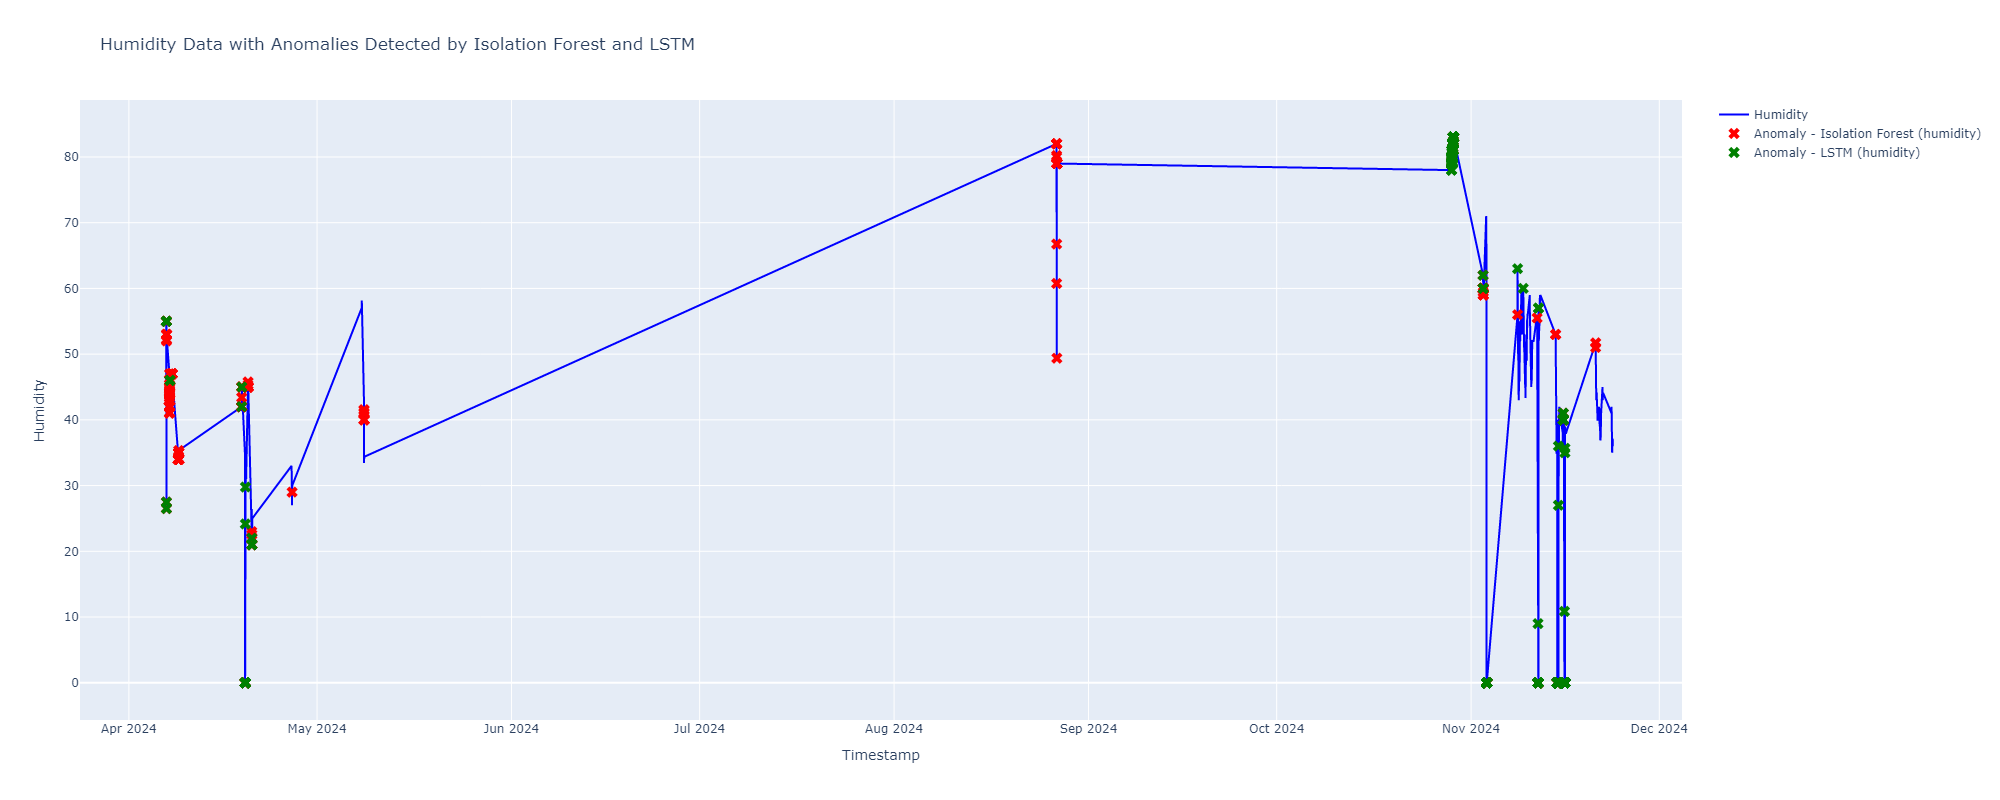 Humidity Data with Anomalies Detected by Isolation Forest and LSTM
Humidity
Anomaly - Isolation Forest (humidity)
Anomaly - LSTM (humidity)
80
70
60
50
40
30
20
10
0
Humidity
Apr 2024
May 2024
Jun 2024
Jul 2024
Aug 2024
Sep 2024
Oct 2024
Nov 2024
Dec 2024
Timestamp